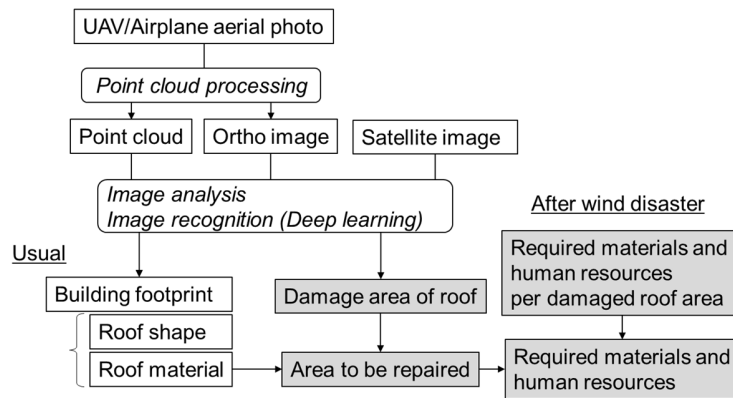 UAV/Airplane aerial photo
Point cloud processing
Point cloud
Ortho image
Satellite image
Image analysis
Image recognition (Deep learning)
After wind disaster
Usual
Required materials and
human resources
per damaged roof area
Building footprint
Damage area of roof
Roof shape
Roof material
Area to be repaired
Required materials and
human resources